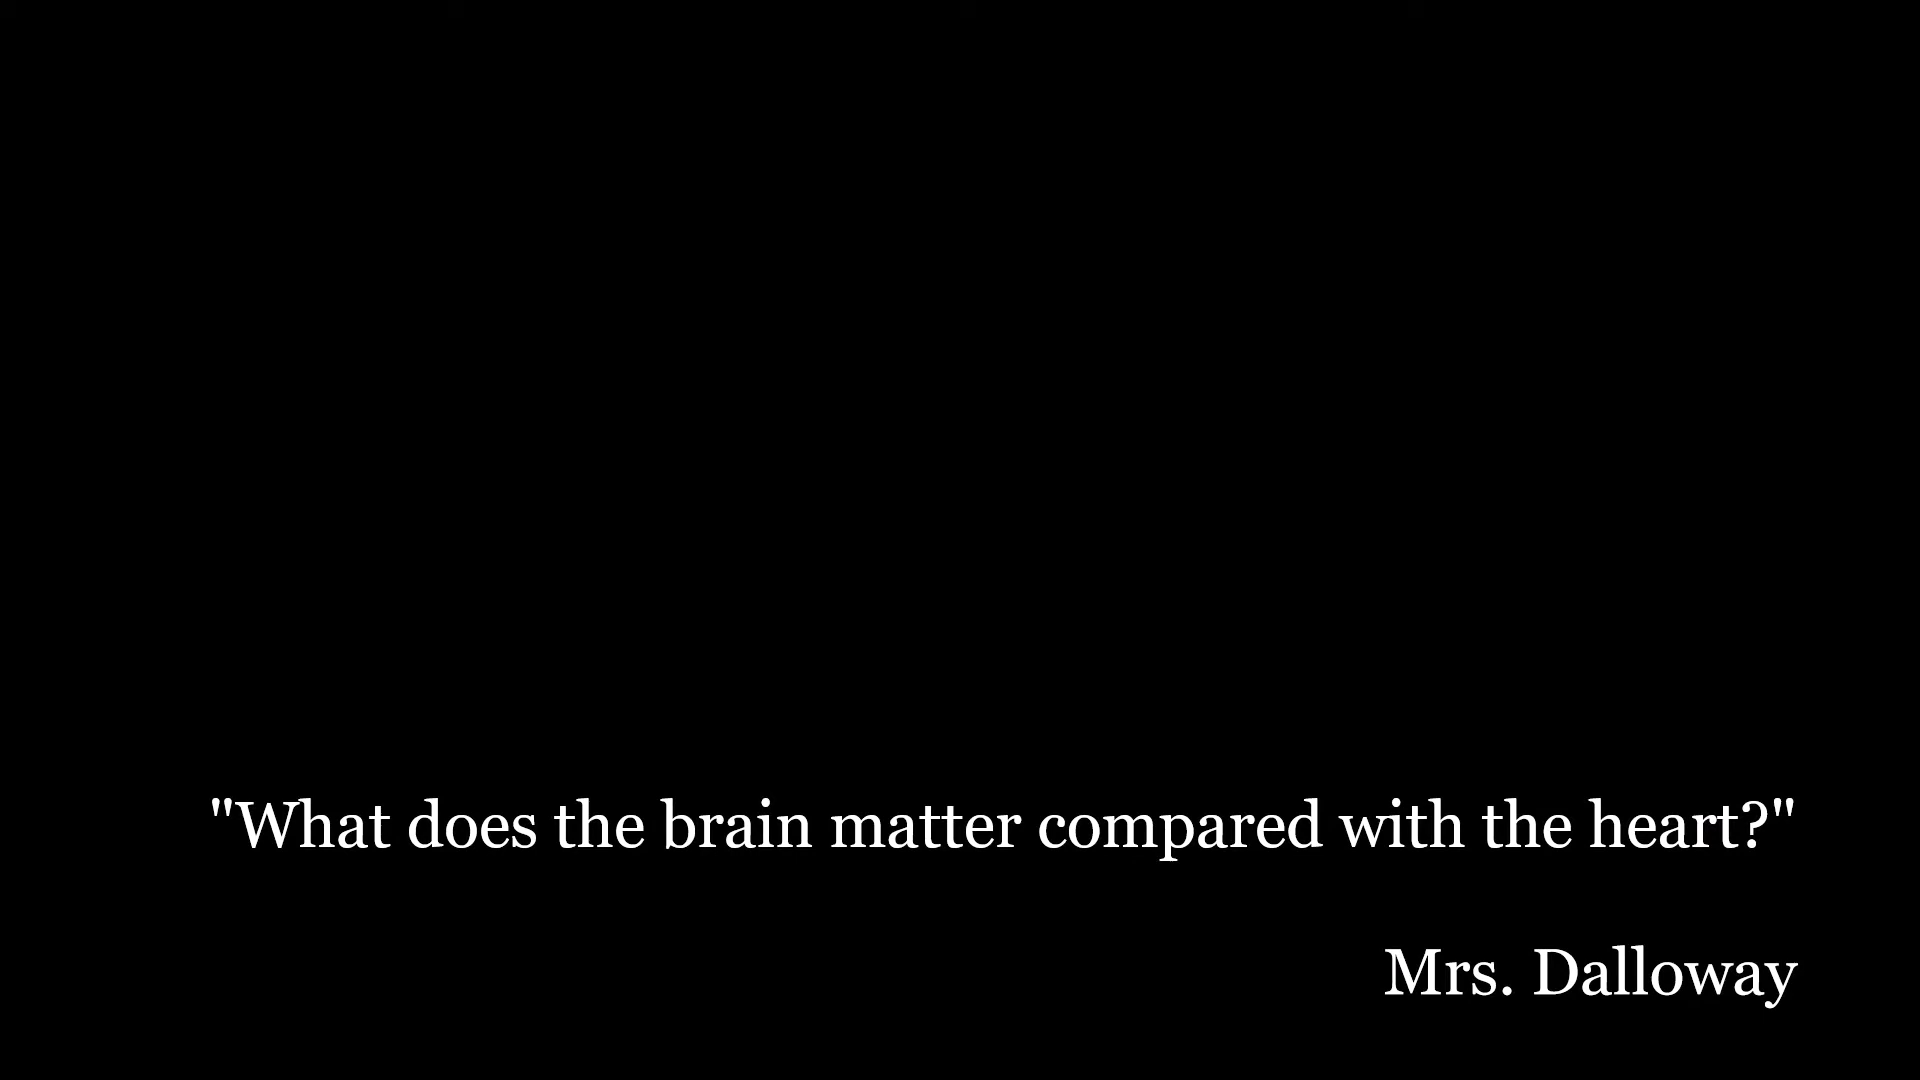 "What does the brain matter compared with the heart?"
Mrs. Dalloway